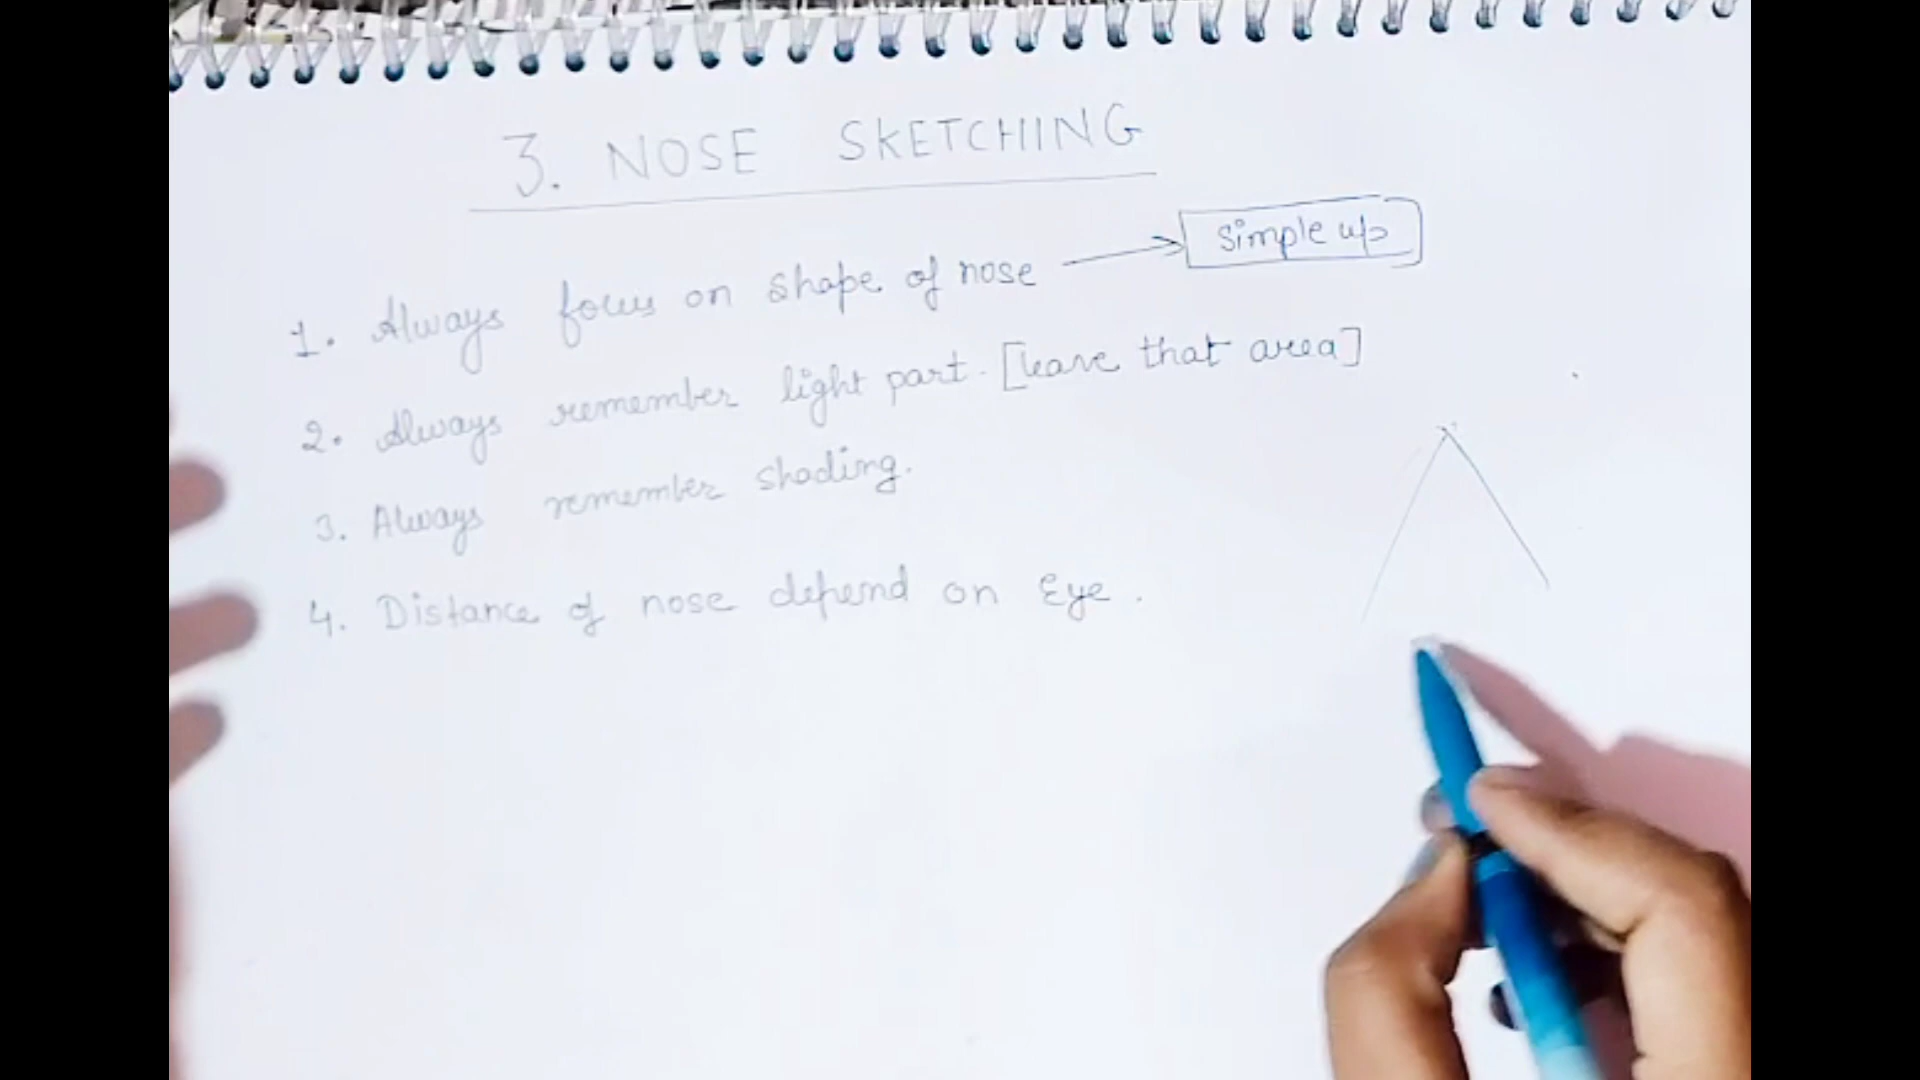 3. NOSE SKETCHING
1. Always focus on shape of nose → simple up
2. Always remember light part. [leave that area]
3. Always remember shading.
4. Distance of nose depend on Eye.